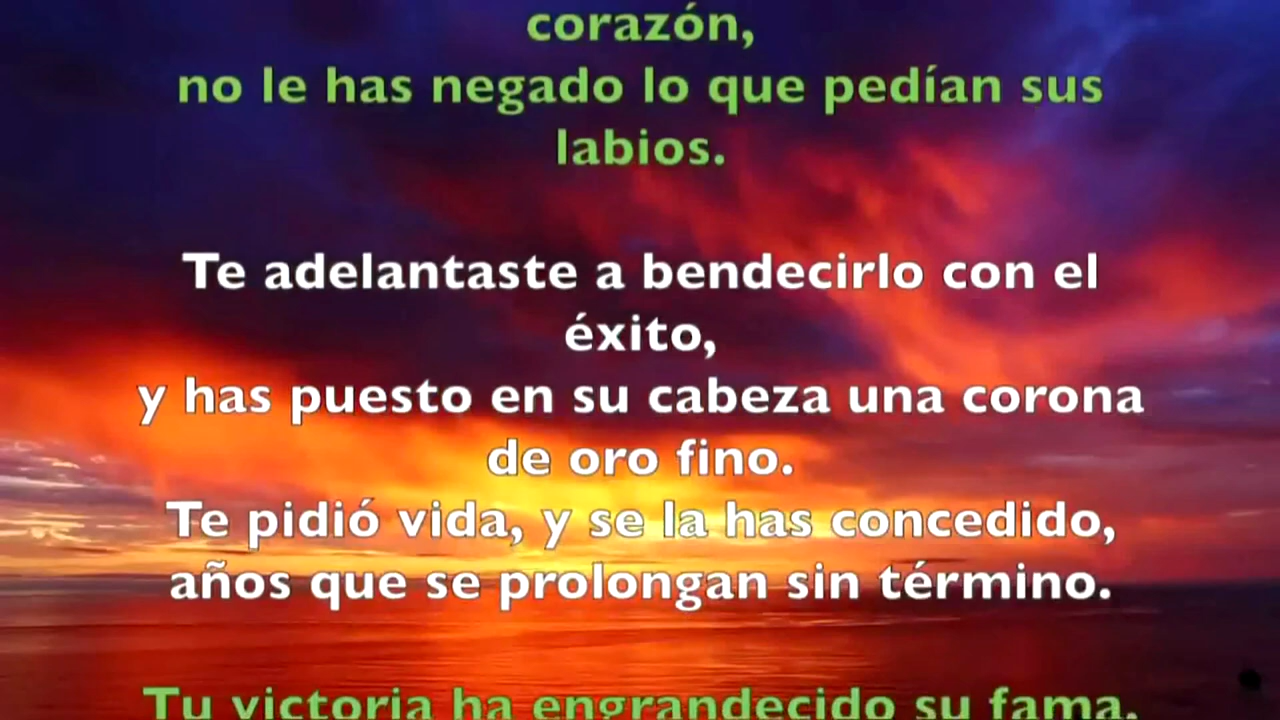 corazón,
no le has negado lo que pedían sus
labios.
Te adelantaste a bendecirlo con el
éxito,
y has puesto en su cabeza una corona
de oro fino.
Te pidió vida, y se la has concedido,
años que se prolongan sin término.
Tu victoria ha engrandecido su fama,